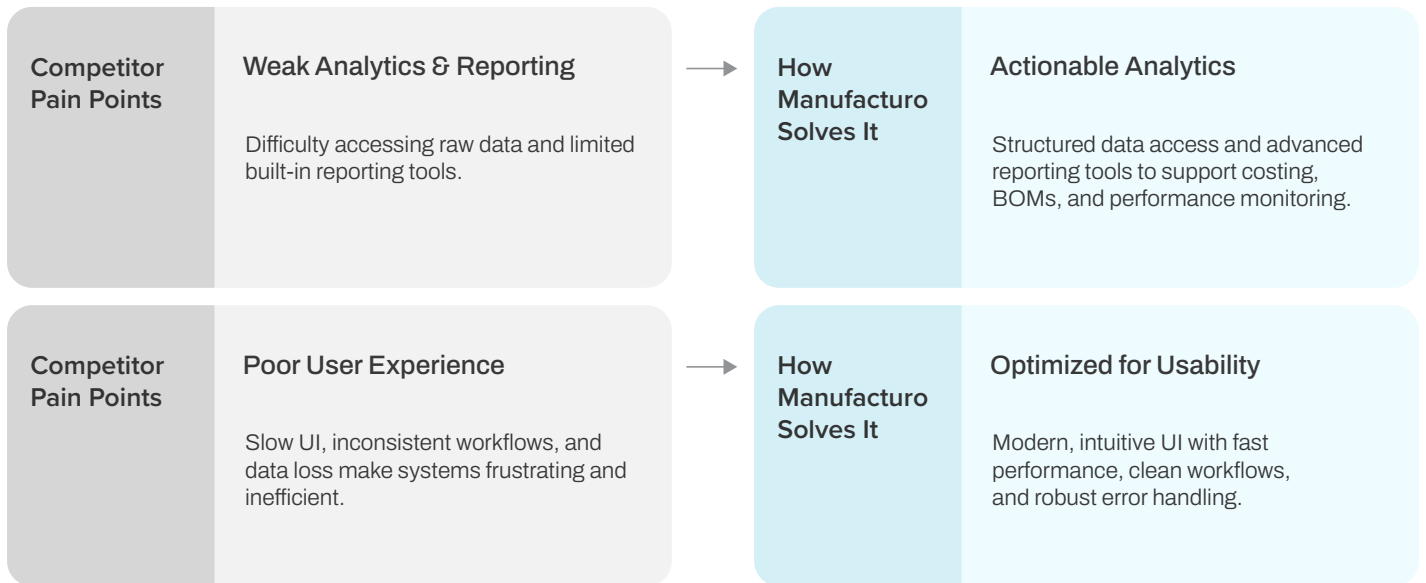 Competitor
Pain Points
Weak Analytics & Reporting
Difficulty accessing raw data and limited
built-in reporting tools.
How
Manufacturo
Solves It
Actionable Analytics
Structured data access and advanced
reporting tools to support costing,
BOMs, and performance monitoring.
Competitor
Pain Points
Poor User Experience
Slow UI, inconsistent workflows, and
data loss make systems frustrating and
inefficient.
How
Manufacturo
Solves It
Optimized for Usability
Modern, intuitive UI with fast
performance, clean workflows,
and robust error handling.